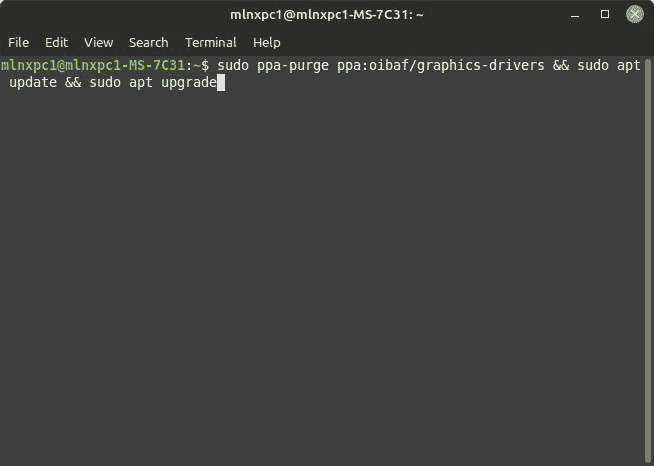 mlnxpc1@mlnxpc1-MS-7C31: ~
File Edit View Search Terminal Help
mlnxpc1@mlnxpc1-MS-7C31:~$ sudo ppa-purge ppa:oibaf/graphics-drivers && sudo apt
update && sudo apt upgrade